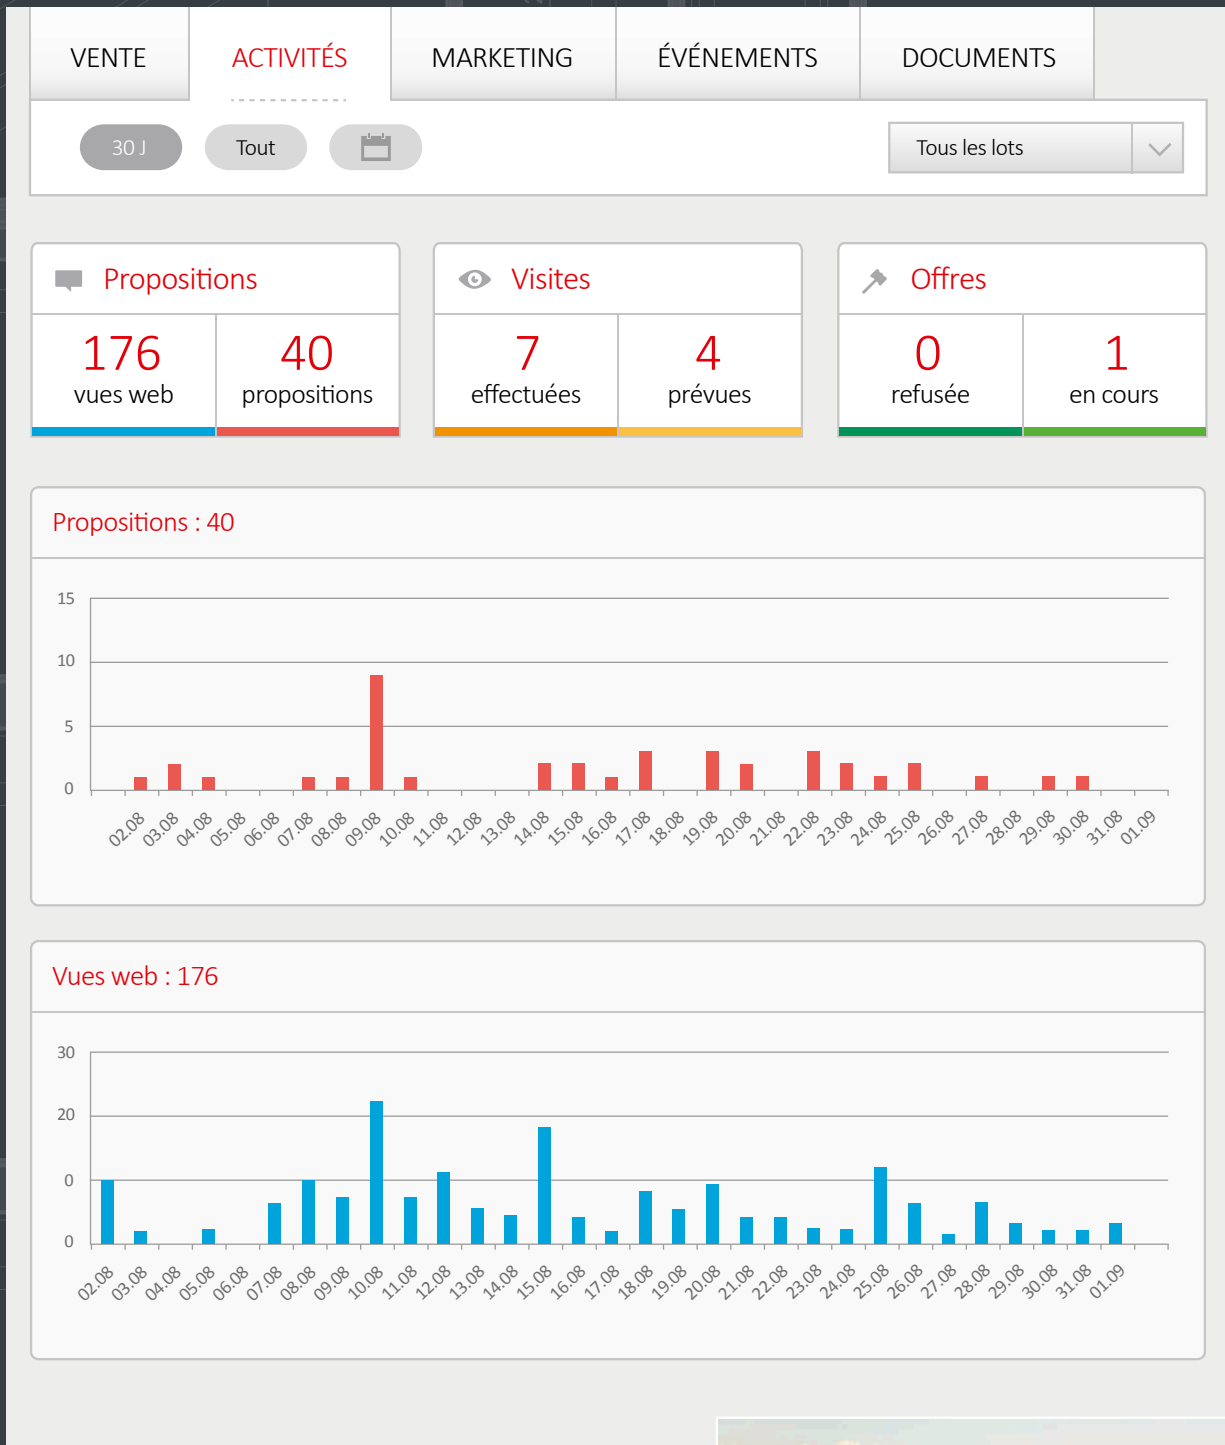 VENTE ACTIVITÉS MARKETING ÉVÉNEMENTS DOCUMENTS
30 J Tout Tous les lots
Propositions Visites Offres
176 40 7 4 0 1
vues web propositions effectuées prévues refusée en cours
Propositions : 40
15
10
5
0
02.08 03.08 04.08 05.08 06.08 07.08 08.08 09.08 10.08 11.08 12.08 13.08 14.08 15.08 16.08 17.08 18.08 19.08 20.08 21.08 22.08 23.08 24.08 25.08 26.08 27.08 28.08 29.08 30.08 31.08 01.09
Vues web : 176
30
20
0
0
02.08 03.08 04.08 05.08 06.08 07.08 08.08 09.08 10.08 11.08 12.08 13.08 14.08 15.08 16.08 17.08 18.08 19.08 20.08 21.08 22.08 23.08 24.08 25.08 26.08 27.08 28.08 29.08 30.08 31.08 01.09